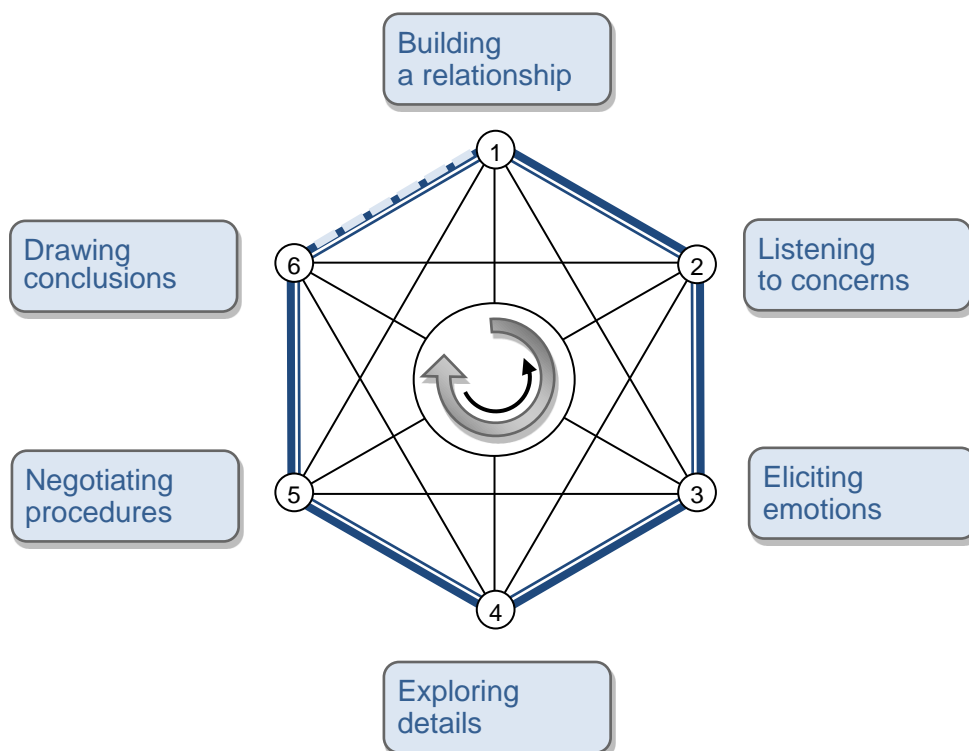 Building
a relationship
1
Drawing
conclusions
6
2
Listening
to concerns
Negotiating
procedures
5
3
Eliciting
emotions
4
Exploring
details